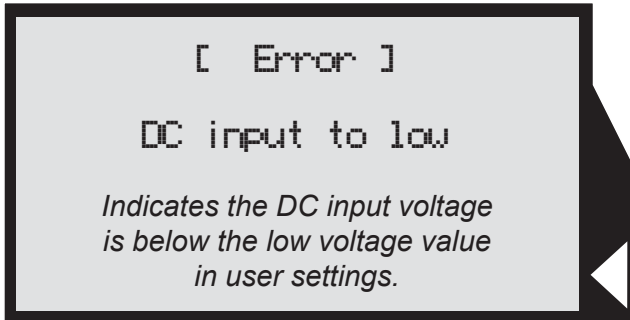 [ Error ]
DC input to low
Indicates the DC input voltage
is below the low voltage value
in user settings.